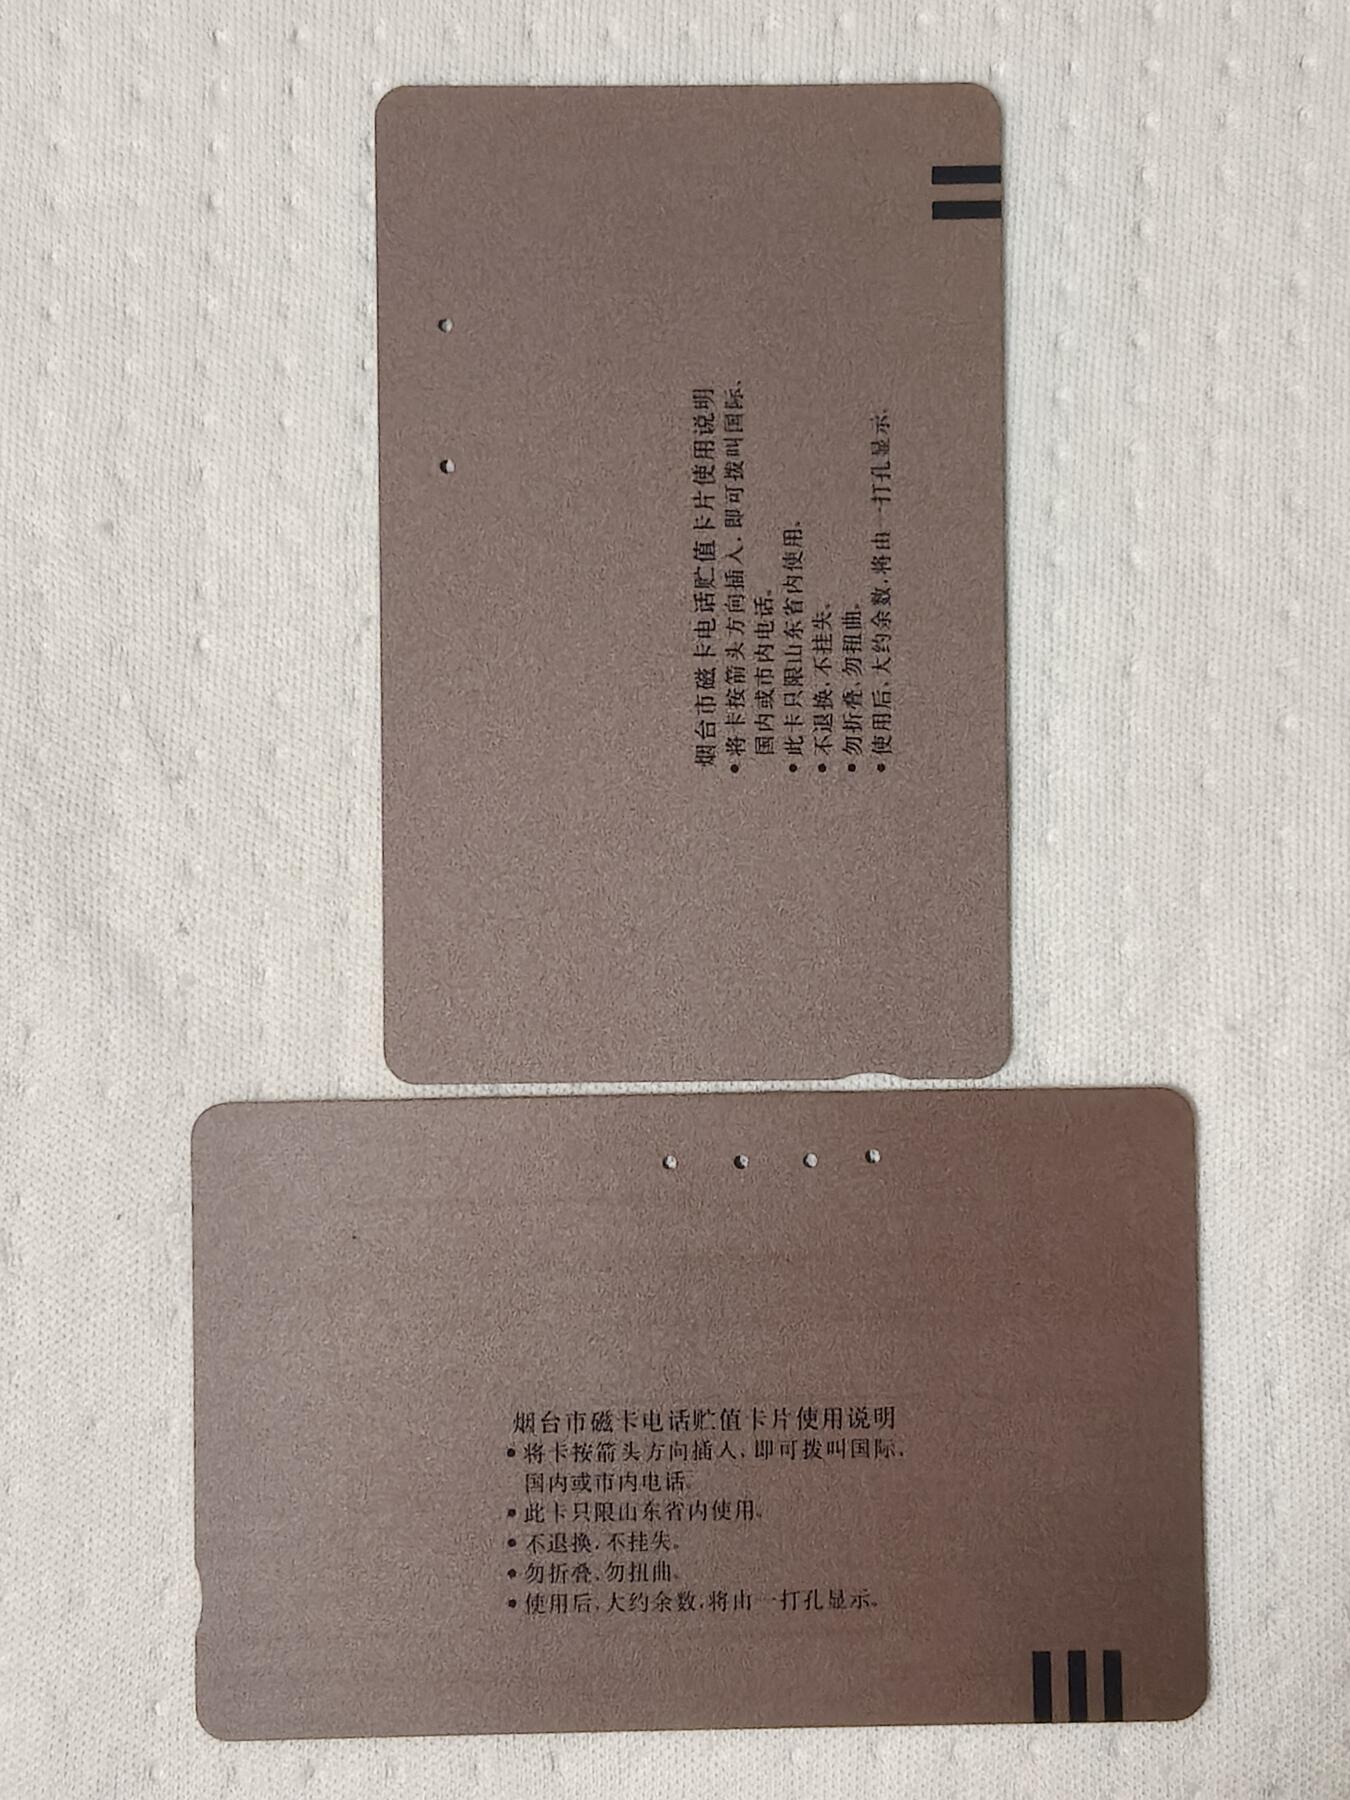 烟台市磁卡电话贮值卡片使用说明
•将卡按箭头方向插入,即可拨叫国际、
国内或市内电话。
•此卡只限山东省内使用。
•不退换,不挂失。
•勿折叠、勿扭曲。
•使用后、大约余数,将由一打孔显示。
烟台市磁卡电话贮值卡片使用说明
•将卡按箭头方向插入,即可拨叫国际、
国内或市内电话。
•此卡只限山东省内使用。
•不退换,不挂失。
•勿折叠、勿扭曲。
•使用后、大约余数,将由一打孔显示。